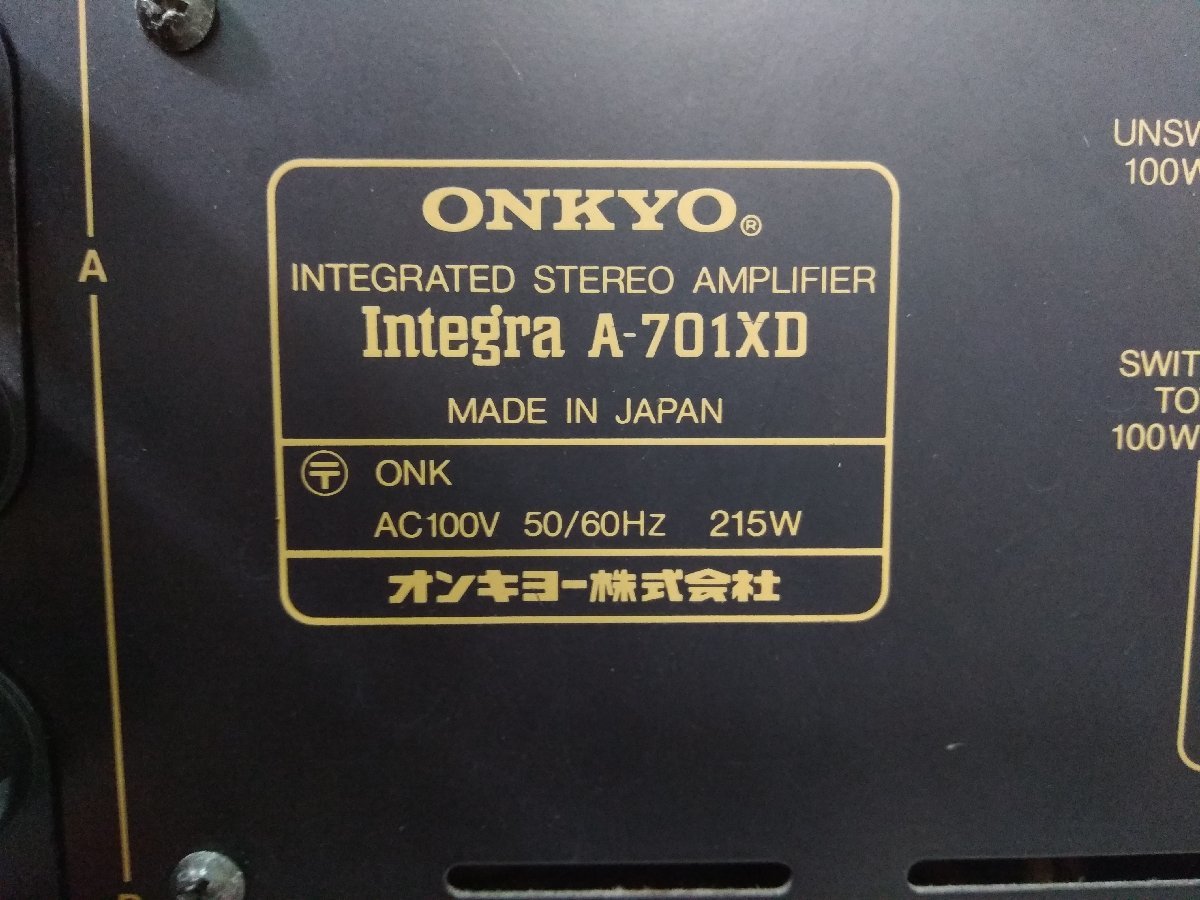 ONKYO®
INTEGRATED STEREO AMPLIFIER
Integra A-701XD
MADE IN JAPAN
〒 ONK
AC100V 50/60Hz 215W
オンキヨー株式会社
A
UNSW
100W
SWIT
TO
100W